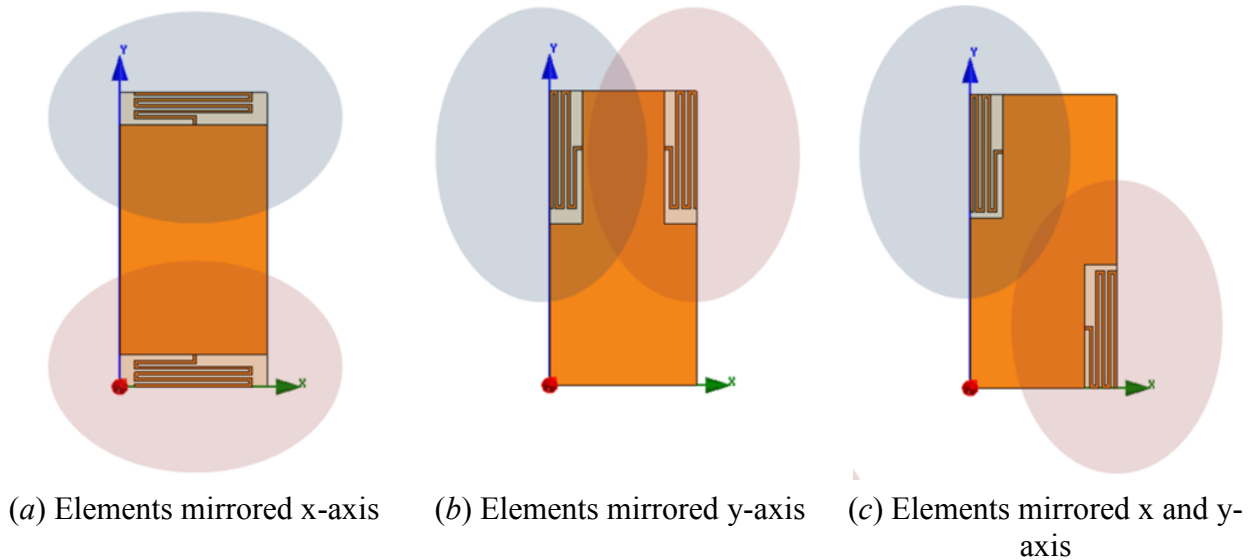 Y
X
Y
X
Y
X
(a) Elements mirrored x-axis
(b) Elements mirrored y-axis
(c) Elements mirrored x and y-
axis